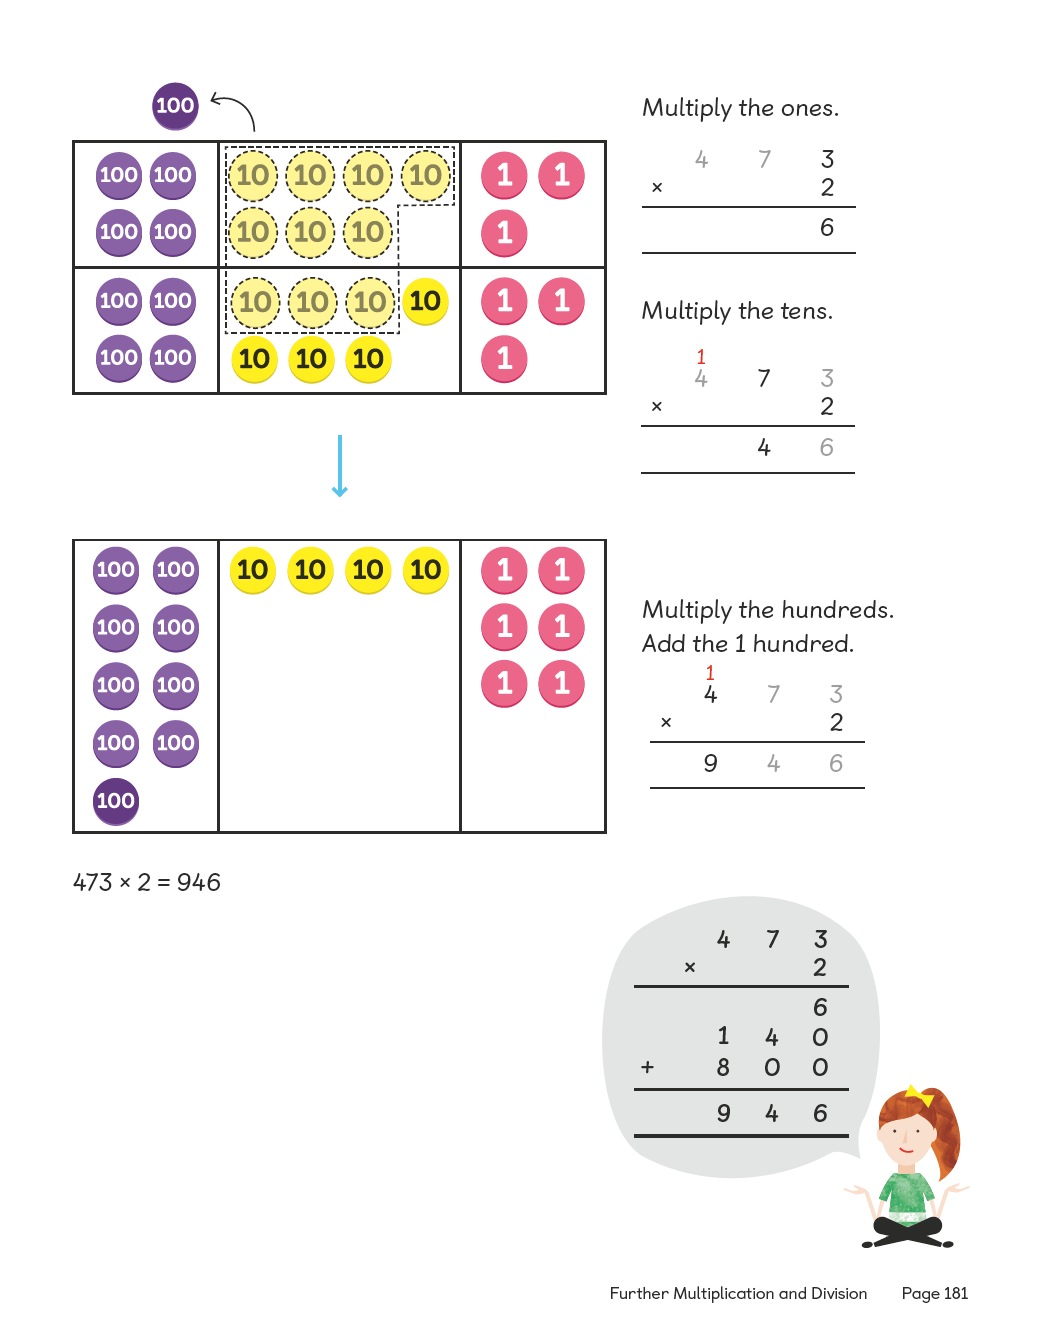 100
100 100 10 10 10 10 1 1
100 100 10 10 10 1
100 100 10 10 10 10 1 1
100 100 10 10 10 1
Multiply the ones.
4 7 3
× 2
6
Multiply the tens.
1
4 7 3
× 2
4 6
100 100 10 10 10 10 1 1
100 100 1 1
100 100 1 1
100 100
100
Multiply the hundreds.
Add the 1 hundred.
1
4 7 3
× 2
9 4 6
473 × 2 = 946
4 7 3
× 2
6
1 4 0
+ 8 0 0
9 4 6
Further Multiplication and Division Page 181